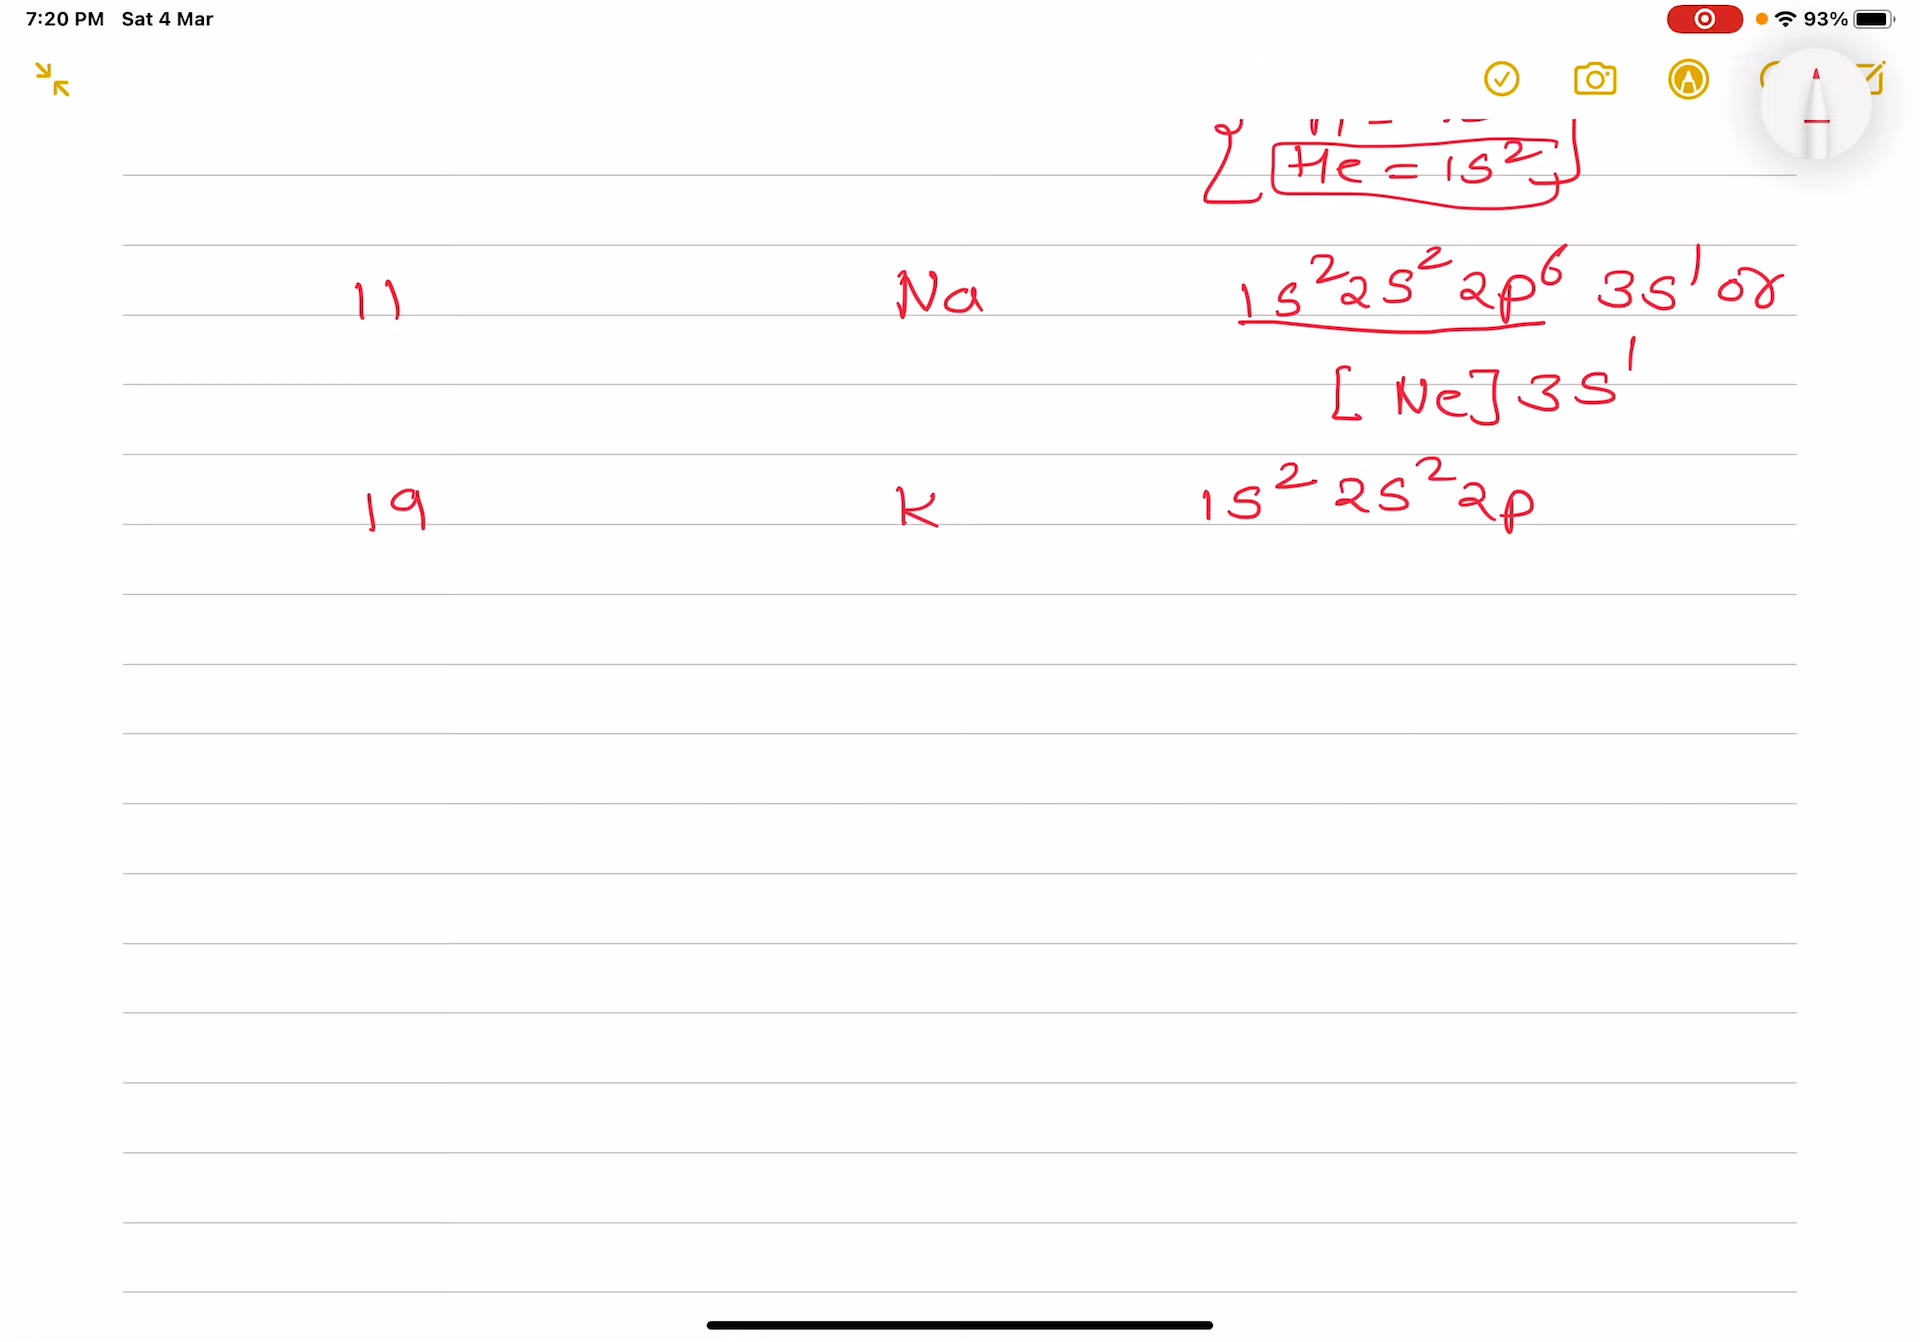 7:20 PM Sat 4 Mar 93%
He = 1s²
11 Na 1s² 2s² 2p⁶ 3s¹ or
[Ne] 3s¹
19 K 1s² 2s² 2p